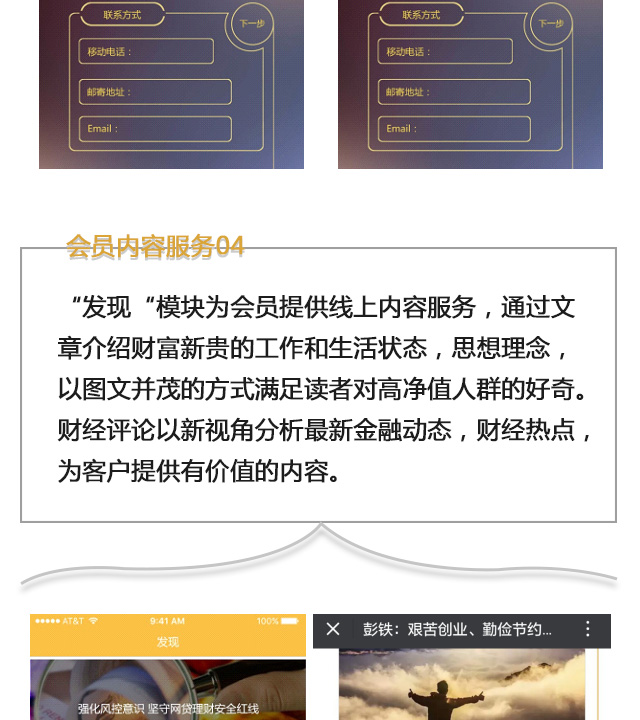 联系方式
下一步
移动电话：
邮寄地址：
Email：
联系方式
下一步
移动电话：
邮寄地址：
Email：
会员内容服务04
“发现“模块为会员提供线上内容服务，通过文
章介绍财富新贵的工作和生活状态，思想理念，
以图文并茂的方式满足读者对高净值人群的好奇。
财经评论以新视角分析最新金融动态，财经热点，
为客户提供有价值的内容。
AT&T 9:41 AM 100%
发现
强化风控意识 坚守网贷理财安全红线
彭铁：艰苦创业、勤俭节约...